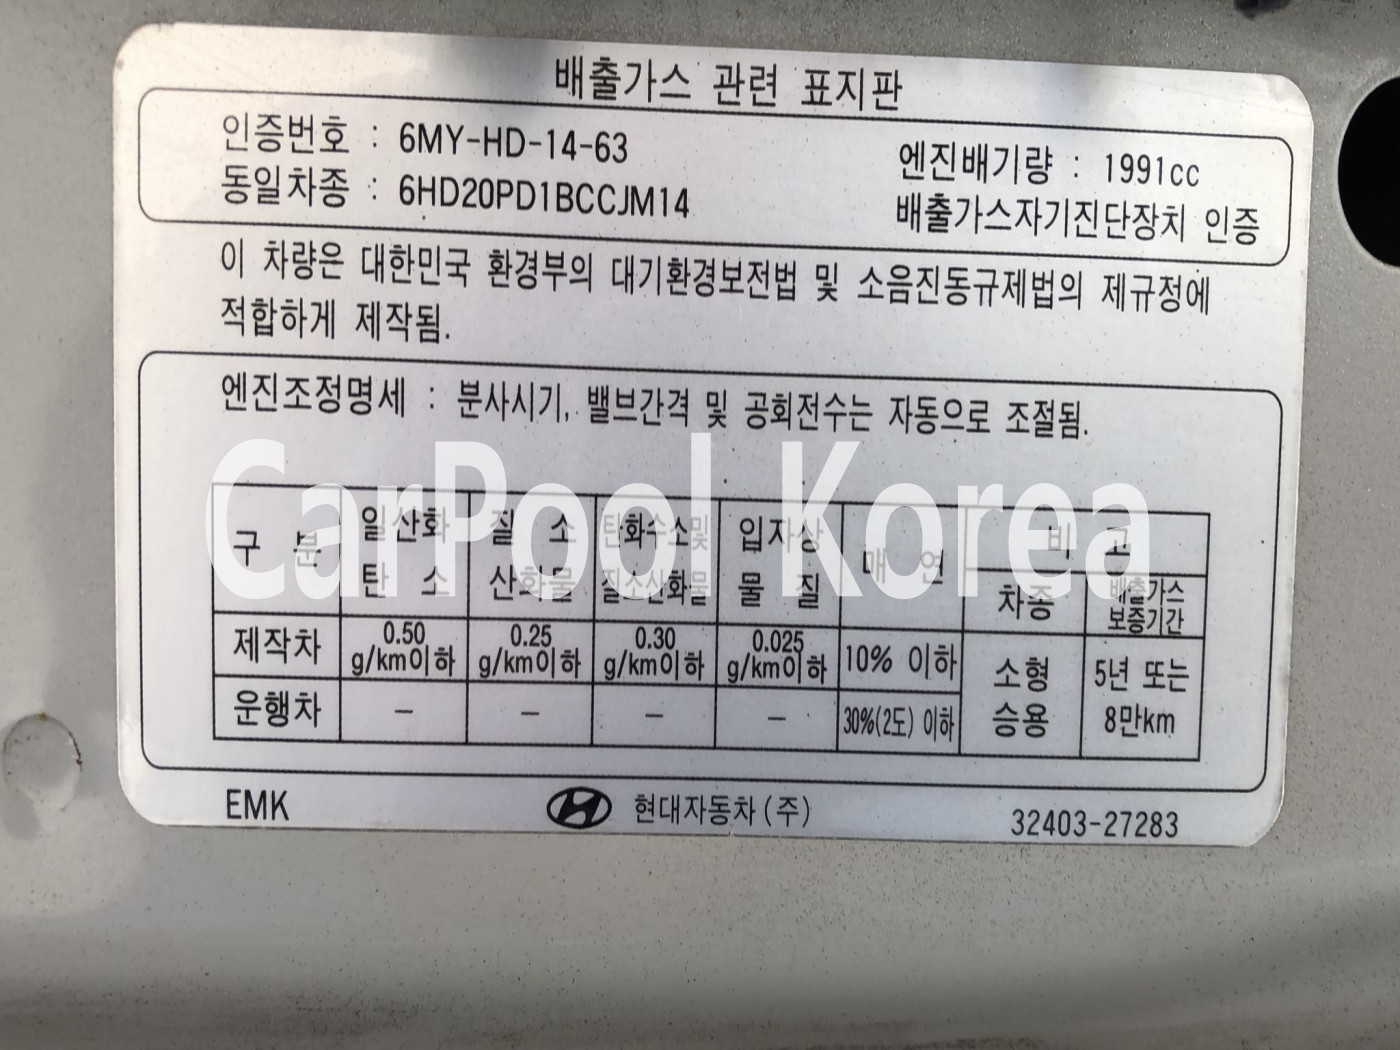 배출가스 관련 표지판
인증번호 : 6MY-HD-14-63
엔진배기량 : 1991cc
동일차종 : 6HD20PD1BCCJM14
배출가스자기진단장치 인증
이 차량은 대한민국 환경부의 대기환경보전법 및 소음진동규제법의 제규정에
적합하게 제작됨.
엔진조정명세 : 분사시기, 밸브간격 및 공회전수는 자동으로 조절됨.
CarPool Korea
구 분 일산화 질 소 탄화수소및 입자상 매 연 비 고
탄 소 산화물 질소산화물 물 질 차종 배출가스
보증기간
제작차 0.50 0.25 0.30 0.025 10% 이하 소형 5년 또는
g/km이하 g/km이하 g/km이하 g/km이하
운행차 – – – – 30%(2도) 이하 승용 8만km
EMK 현대자동차(주) 32403-27283